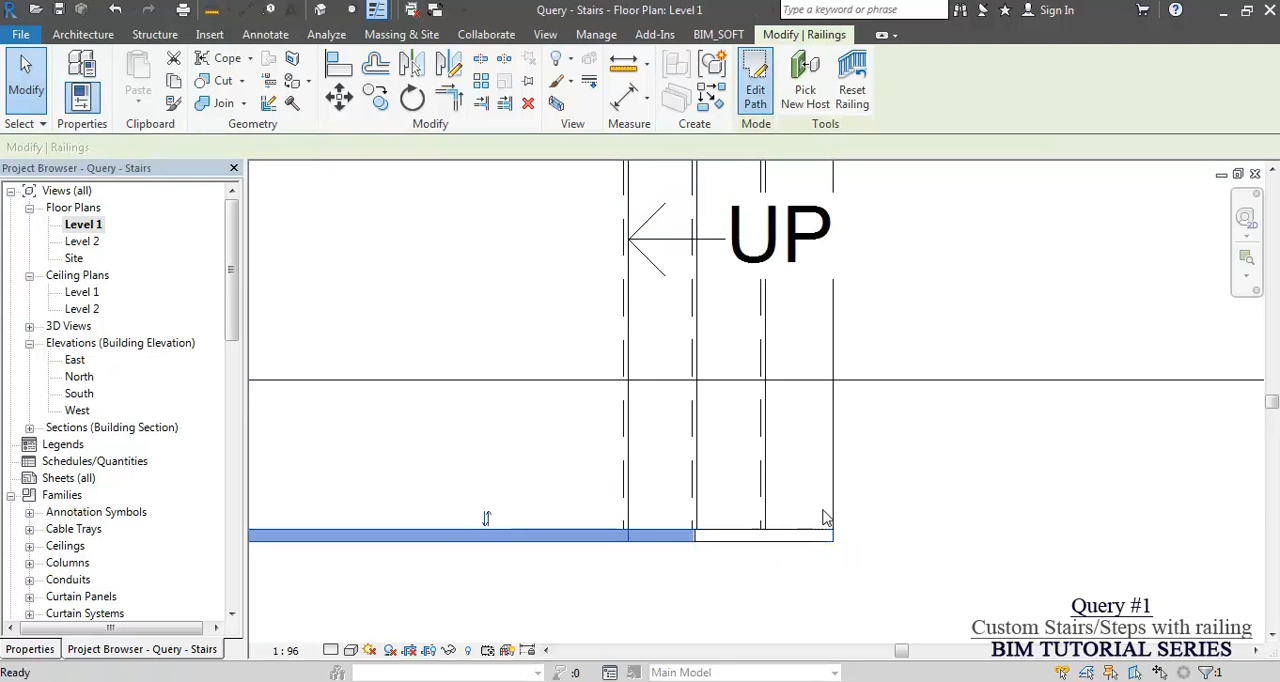 Query - Stairs - Floor Plan: Level 1
Type a keyword or phrase
Sign In
File
Architecture
Structure
Insert
Annotate
Analyze
Massing & Site
Collaborate
View
Manage
Add-Ins
BIM_SOFT
Modify | Railings
Modify
Properties
Paste
Cope
Cut
Join
Edit Path
Pick New Host
Reset Railing
Select
Properties
Clipboard
Geometry
Modify
View
Measure
Create
Mode
Tools
Modify | Railings
Project Browser - Query - Stairs
Views (all)
Floor Plans
Level 1
Level 2
Site
Ceiling Plans
Level 1
Level 2
3D Views
Elevations (Building Elevation)
East
North
South
West
Sections (Building Section)
Legends
Schedules/Quantities
Sheets (all)
Families
Annotation Symbols
Cable Trays
Ceilings
Columns
Conduits
Curtain Panels
Curtain Systems
Properties
Project Browser - Query - Stairs
UP
2D
1 : 96
Query #1
Custom Stairs/Steps with railing
BIM TUTORIAL SERIES
Ready
:0
Main Model
:1